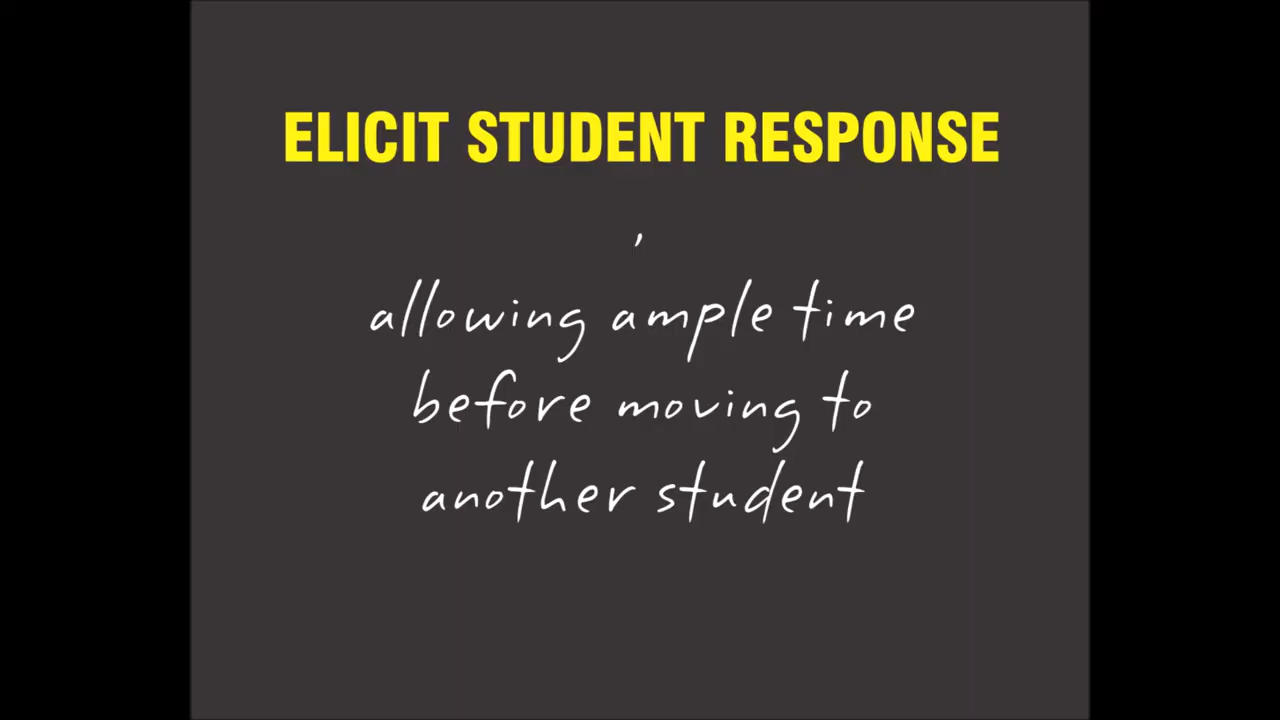 ELICIT STUDENT RESPONSE
,
allowing ample time
before moving to
another student